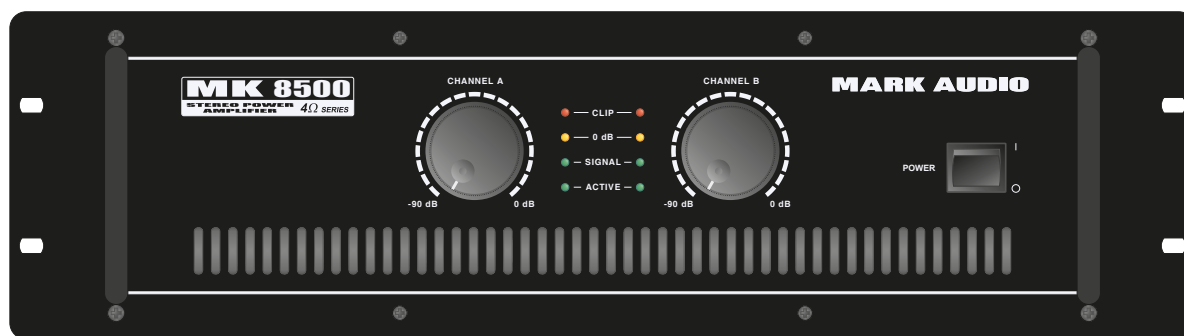 MK 8500
STEREO POWER
AMPLIFIER
4Ω SERIES
CHANNEL A
CHANNEL B
MARK AUDIO
CLIP
0 dB
SIGNAL
ACTIVE
-90 dB
0 dB
-90 dB
0 dB
POWER
I
O